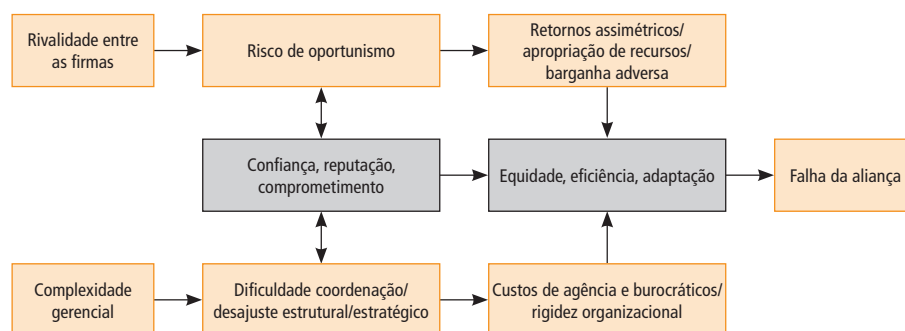 Rivalidade entre
as firmas
Risco de oportunismo
Retornos assimétricos/
apropriação de recursos/
barganha adversa
Confiança, reputação,
comprometimento
Equidade, eficiência, adaptação
Falha da aliança
Complexidade
gerencial
Dificuldade coordenação/
desajuste estrutural/estratégico
Custos de agência e burocráticos/
rigidez organizacional